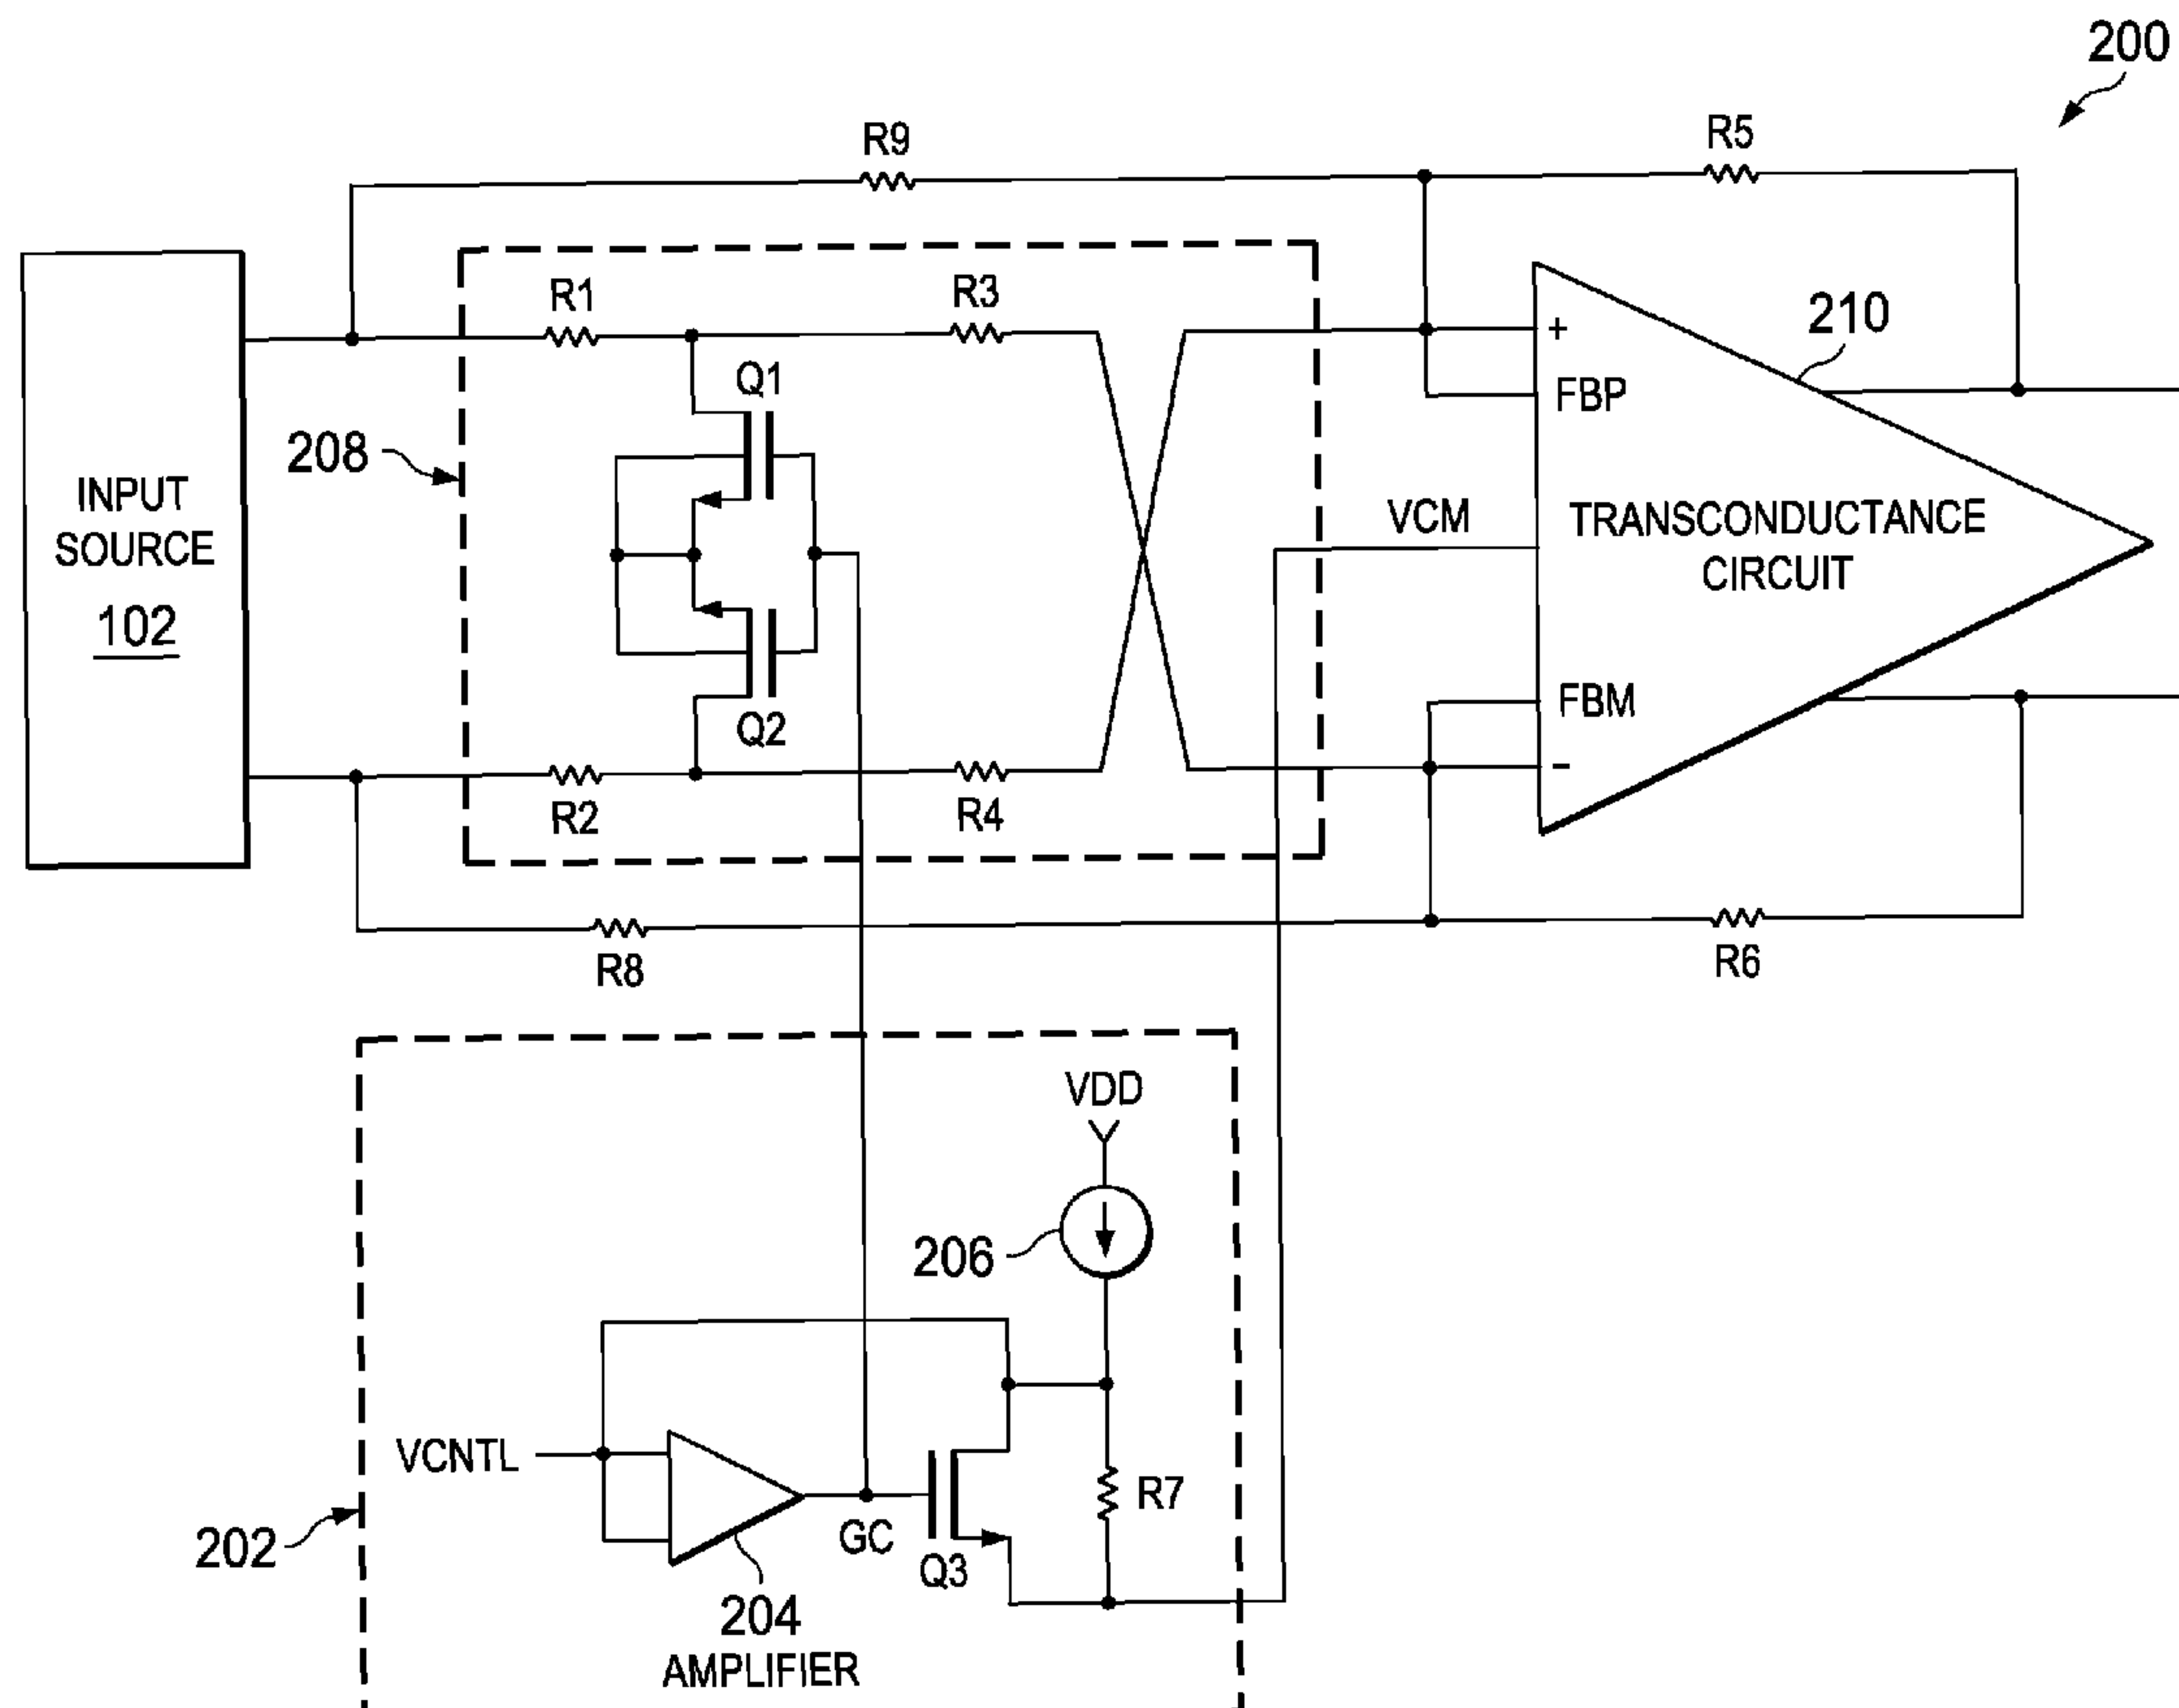 200
R9
R5
R1
R3
210
Q1
+
FBP
208
INPUT
SOURCE
102
VCM
TRANSCONDUCTANCE
CIRCUIT
FBM
Q2
-
R2
R4
R8
R6
VDD
206
VCNTL
R7
GC
Q3
202
204
AMPLIFIER